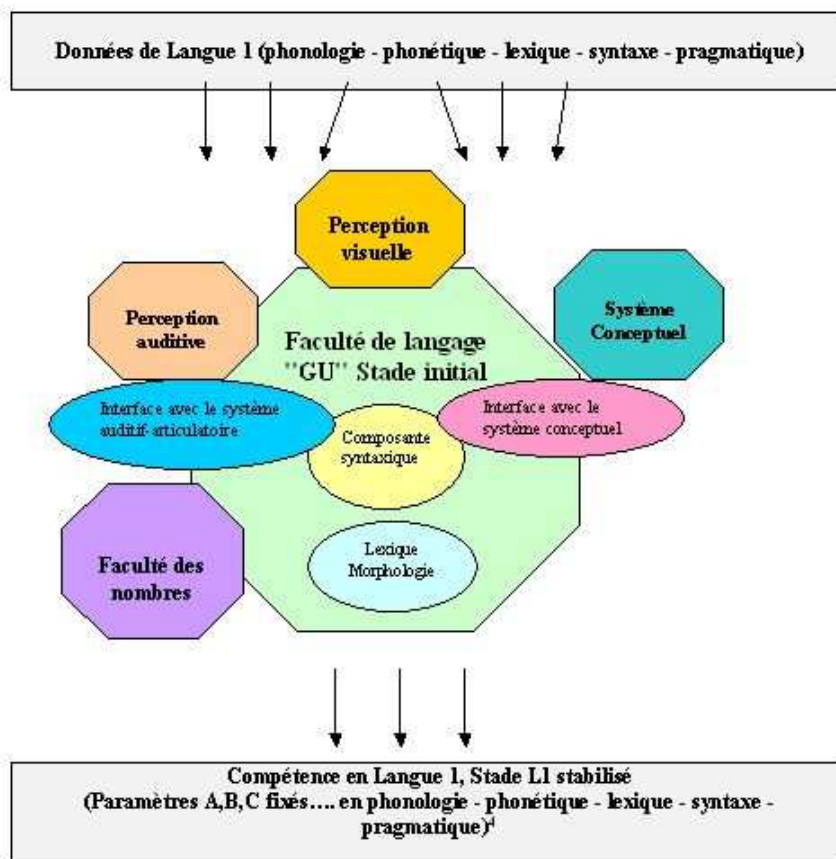 Données de Langue 1 (phonologie - phonétique - lexique - syntaxe - pragmatique)
Perception
visuelle
Perception
auditive
Système
Conceptuel
Faculté de langage
"GU" Stade initial
Interface avec le système
auditif-articulatoire
Interface avec le
système conceptuel
Composante
syntaxique
Lexique
Morphologie
Faculté des
nombres
Compétence en Langue 1, Stade L1 stabilisé
(Paramètres A,B,C fixés.... en phonologie - phonétique - lexique - syntaxe -
pragmatique)⁴